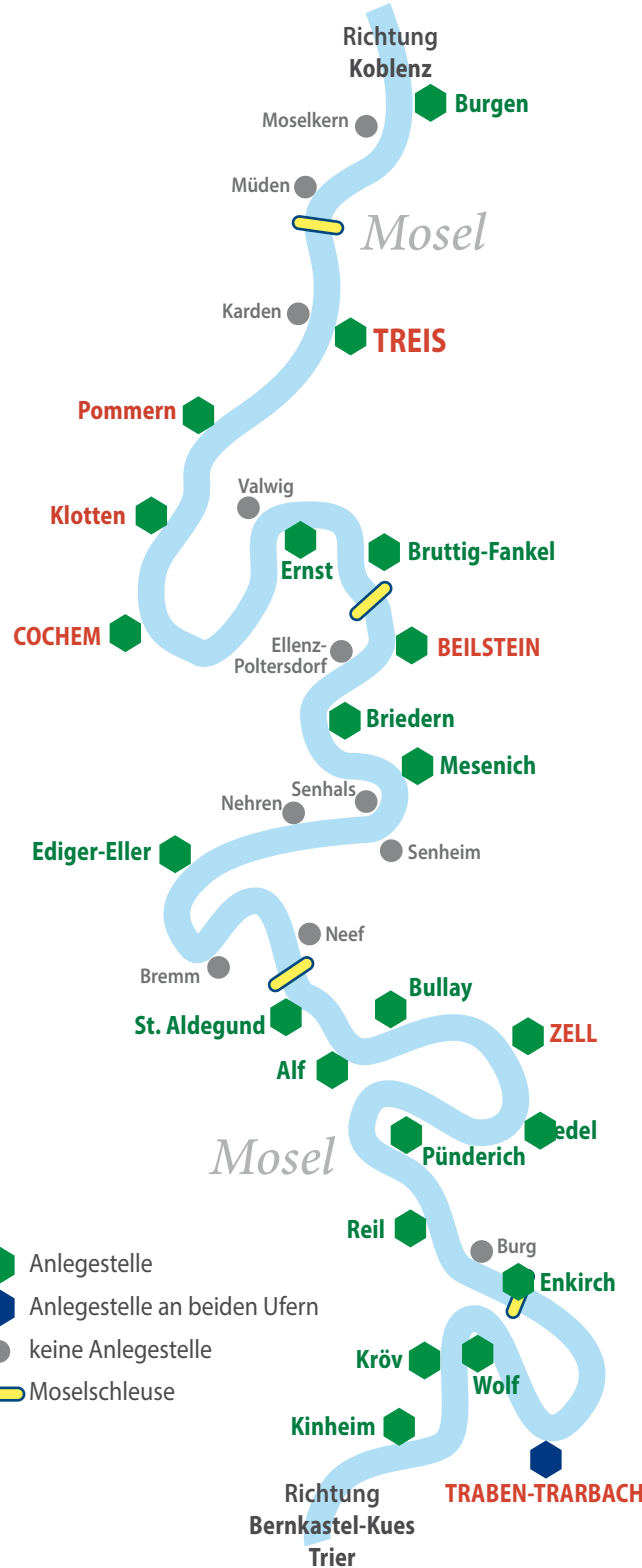 Richtung
Koblenz
Burgen
Moselkern
Müden
Mosel
Karden
TREIS
Pommern
Valwig
Klotten
Bruttig-Fankel
Ernst
COCHEM
Ellenz-
Poltersdorf
BEILSTEIN
Briedern
Mesenich
Senhals
Nehren
Ediger-Eller
Senheim
Neef
Bremm
Bullay
St. Aldegund
ZELL
Alf
edel
Mosel
Pünderich
Reil
Burg
Anlegestelle
Enkirch
Anlegestelle an beiden Ufern
keine Anlegestelle
Kröv
Wolf
Moselschleuse
Kinheim
Richtung
TRABEN-TRARBACH
Bernkastel-Kues
Trier